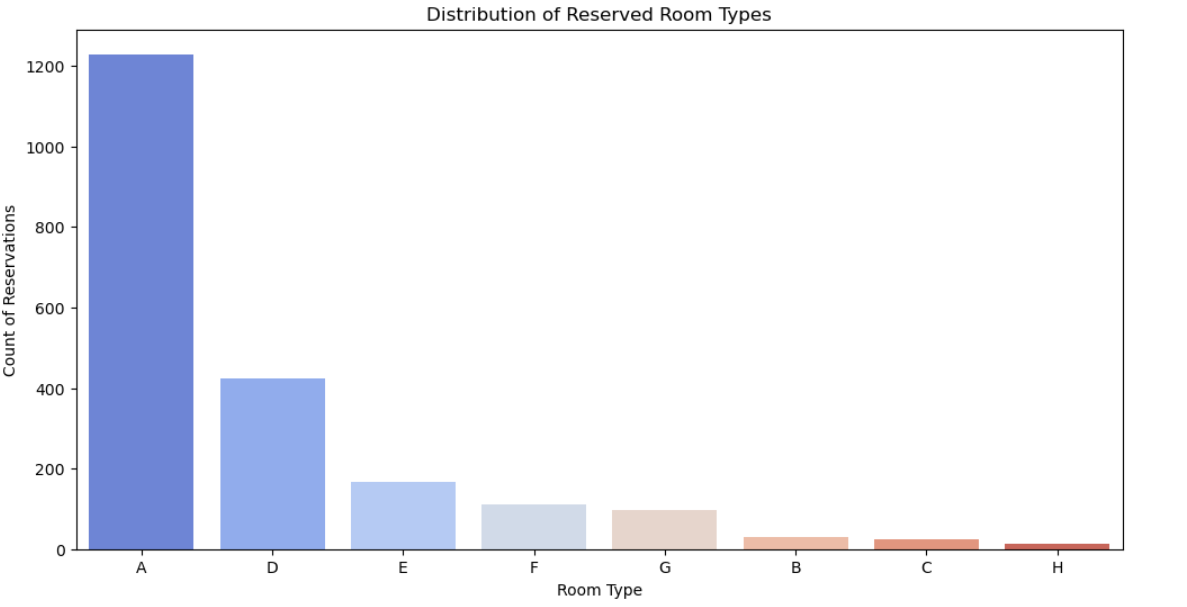 Distribution of Reserved Room Types
Count of Reservations
1200
1000
800
600
400
200
0
A D E F G B C H
Room Type